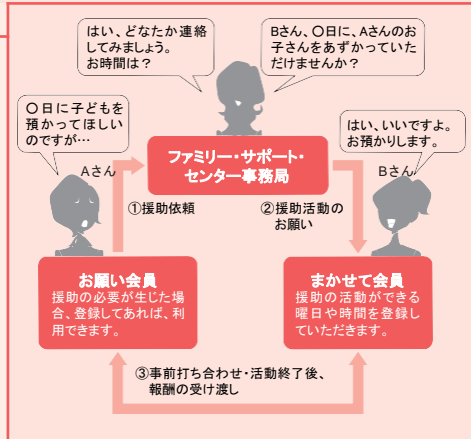 はい、どなたか連絡
してみましょう。
お時間は？
Bさん、〇日に、Aさんのお
子さんをあずかっていた
だけませんか？
〇日に子どもを
預かってほしい
のですが…
Aさん
ファミリー・サポート・
センター事務局
はい、いいですよ。
お預かりします。
Bさん
①援助依頼
②援助活動の
お願い
お願い会員
援助の必要が生じた場
合、登録してあれば、利
用できます。
まかせて会員
援助の活動ができる
曜日や時間を登録し
ていただきます。
③事前打ち合わせ・活動終了後、
報酬の受け渡し